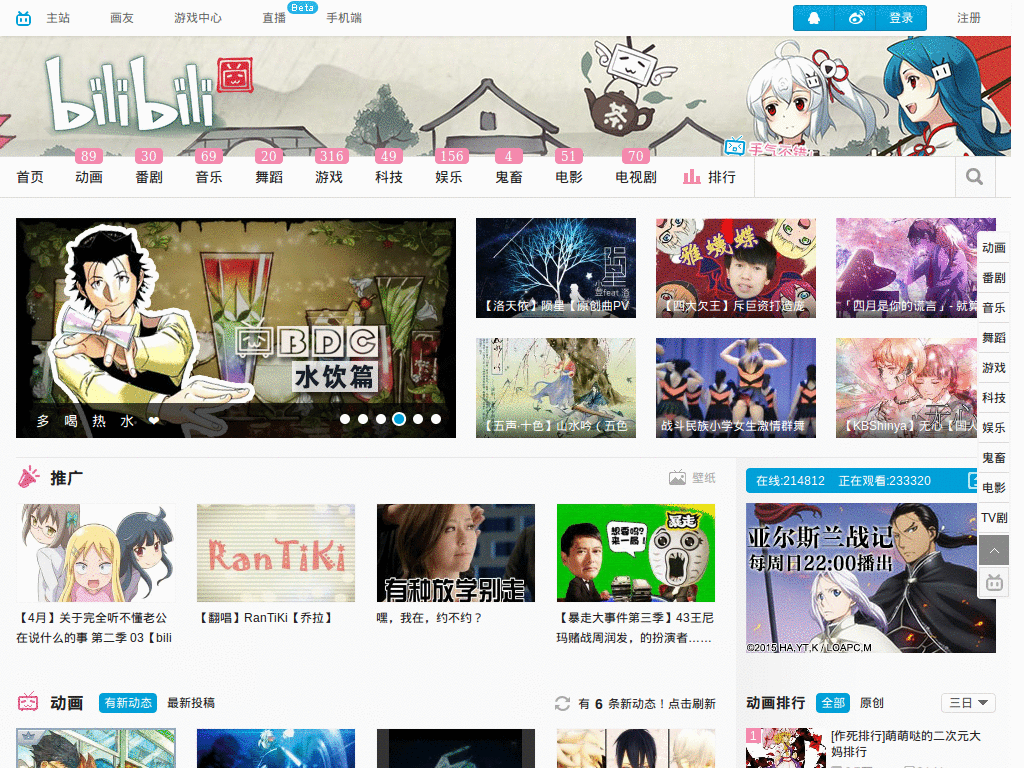 主站 画友 游戏中心 直播 Beta 手机端 登录 注册
bilibili
茶
手气不错
89 30 69 20 316 49 156 4 51 70
首页 动画 番剧 音乐 舞蹈 游戏 科技 娱乐 鬼畜 电影 电视剧 排行
BDC
水饮篇
多 喝 热 水 ❤
陨星
【洛天依】陨星【原创曲PV
雅蠛蝶
【四大欠王】斥巨资打造庞
「四月是你的谎言」- 就算
【五声·十色】山水吟（五色
战斗民族小学女生激情群舞
【KBShinya】无心【国人
动画
番剧
音乐
舞蹈
游戏
科技
娱乐
鬼畜
电影
TV剧
推广 壁纸
在线:214812 正在观看:233320
RanTiKi
有种放学别走
想要吗?
来一局!
暴走
亚尔斯兰战记
每周日22:00播出
©2015 HA,YT,K / LOAPC,M
【4月】关于完全听不懂老公在说什么的事 第二季 03【bili
【翻唱】RanTiKi【乔拉】
嘿，我在，约不约？
【暴走大事件第三季】43王尼玛赌战周润发，的扮演者……
动画 有新动态 最新投稿 有 6 条新动态！点击刷新
动画排行 全部 原创 三日
1
[作死排行]萌萌哒的二次元大妈排行